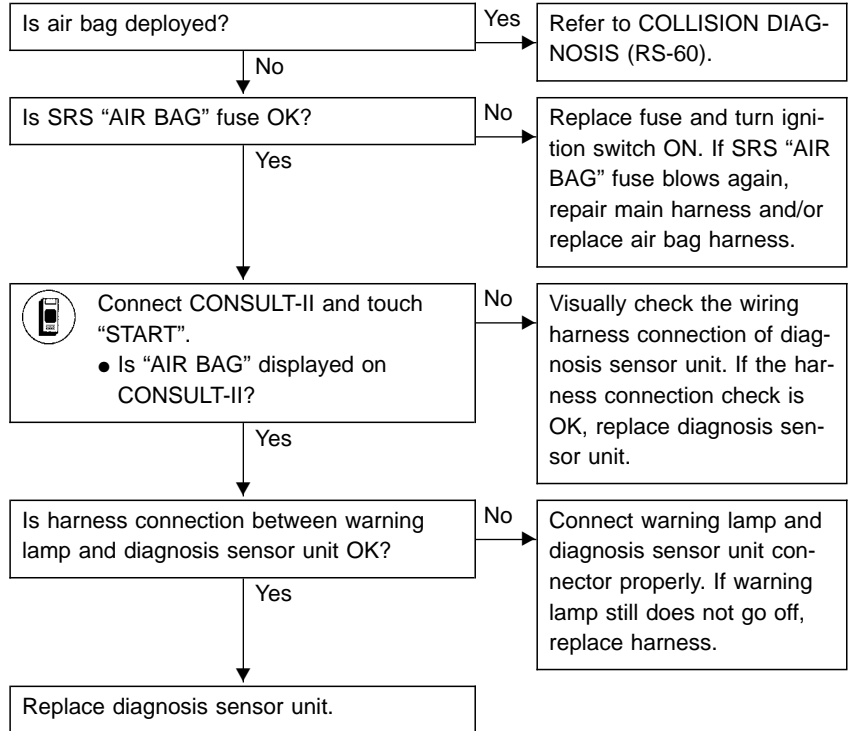 Is air bag deployed?
Yes
Refer to COLLISION DIAG-
NOSIS (RS-60).
No
Is SRS “AIR BAG” fuse OK?
No
Replace fuse and turn igni-
tion switch ON. If SRS “AIR
BAG” fuse blows again,
repair main harness and/or
replace air bag harness.
Yes
Connect CONSULT-II and touch
“START”.
● Is “AIR BAG” displayed on
CONSULT-II?
No
Visually check the wiring
harness connection of diag-
nosis sensor unit. If the har-
ness connection check is
OK, replace diagnosis sen-
sor unit.
Yes
Is harness connection between warning
lamp and diagnosis sensor unit OK?
No
Connect warning lamp and
diagnosis sensor unit con-
nector properly. If warning
lamp still does not go off,
replace harness.
Yes
Replace diagnosis sensor unit.